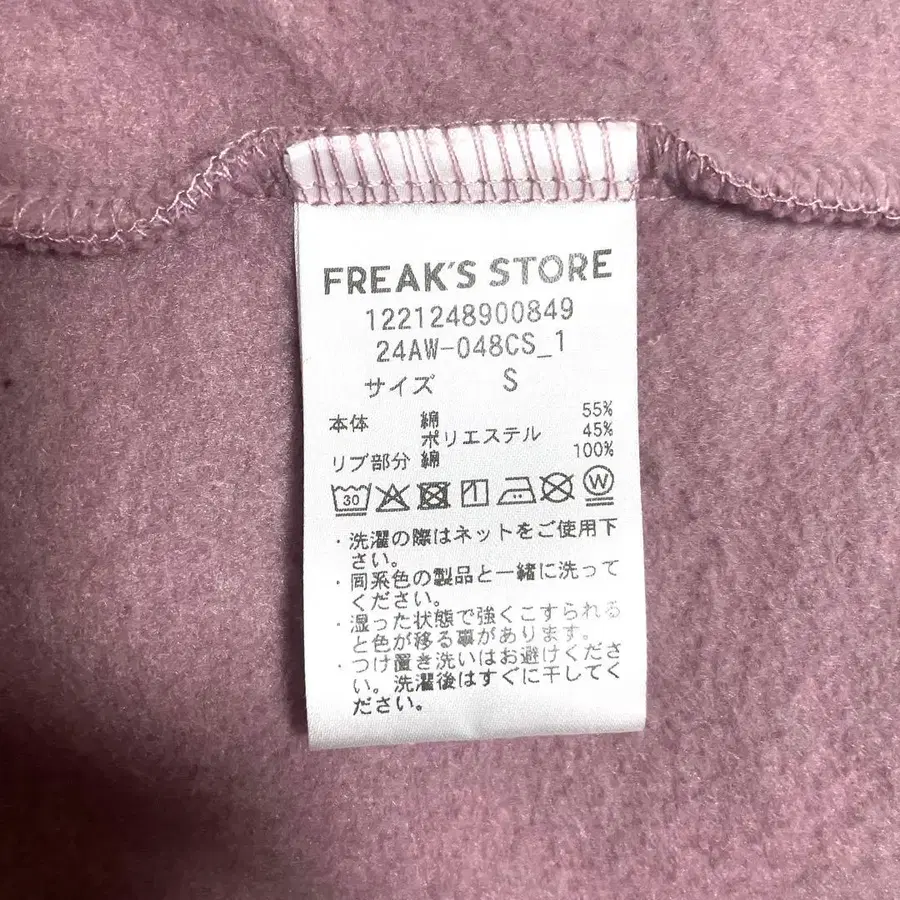 FREAK'S STORE
1221248900849
24AW-048CS_1
サイズ S
本体 綿 55%
ポリエステル 45%
リブ部分 綿 100%
30 W
・洗濯の際はネットをご使用下
さい。
・同系色の製品と一緒に洗って
ください。
・湿った状態で強くこすられる
と色が移る事があります。
・つけ置き洗いはお避けくださ
い。洗濯後はすぐに干してく
ださい。